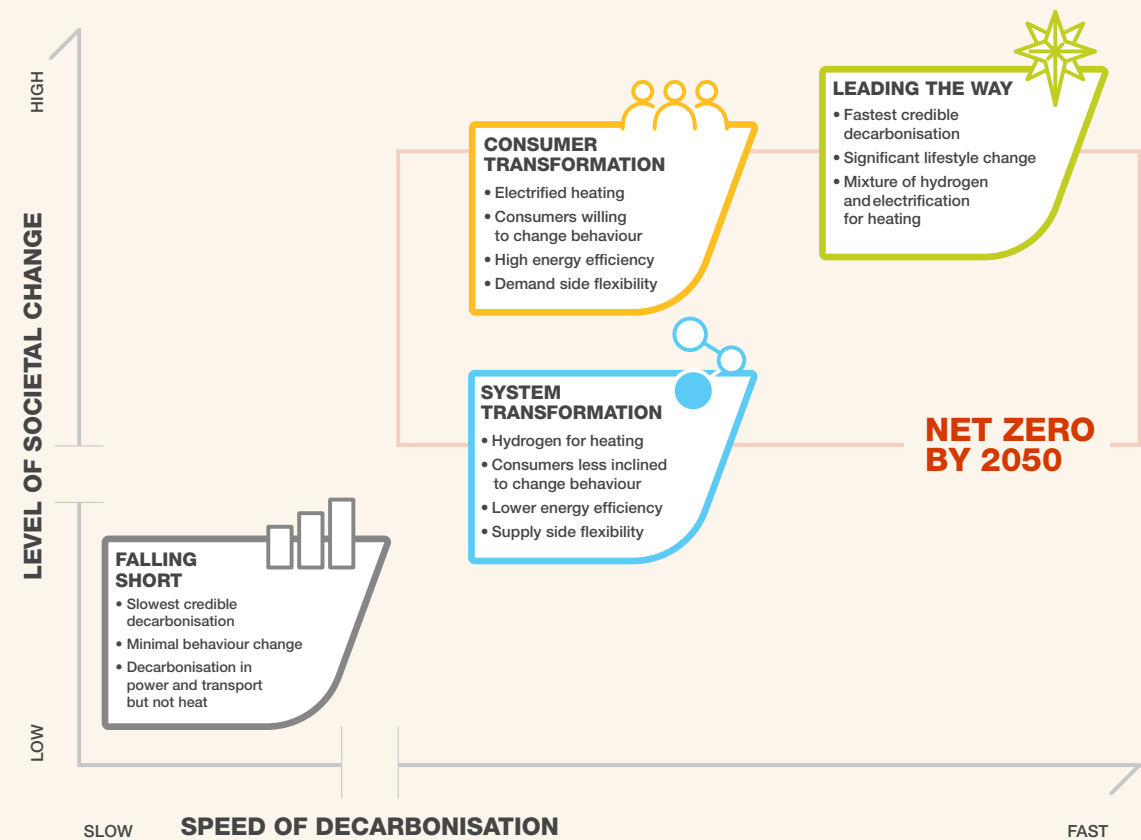 HIGH
LEVEL OF SOCIETAL CHANGE
LOW
LEADING THE WAY
• Fastest credible
decarbonisation
• Significant lifestyle change
• Mixture of hydrogen
and electrification
for heating
CONSUMER
TRANSFORMATION
• Electrified heating
• Consumers willing
to change behaviour
• High energy efficiency
• Demand side flexibility
SYSTEM
TRANSFORMATION
• Hydrogen for heating
• Consumers less inclined
to change behaviour
• Lower energy efficiency
• Supply side flexibility
NET ZERO
BY 2050
FALLING
SHORT
• Slowest credible
decarbonisation
• Minimal behaviour change
• Decarbonisation in
power and transport
but not heat
SLOW
SPEED OF DECARBONISATION
FAST